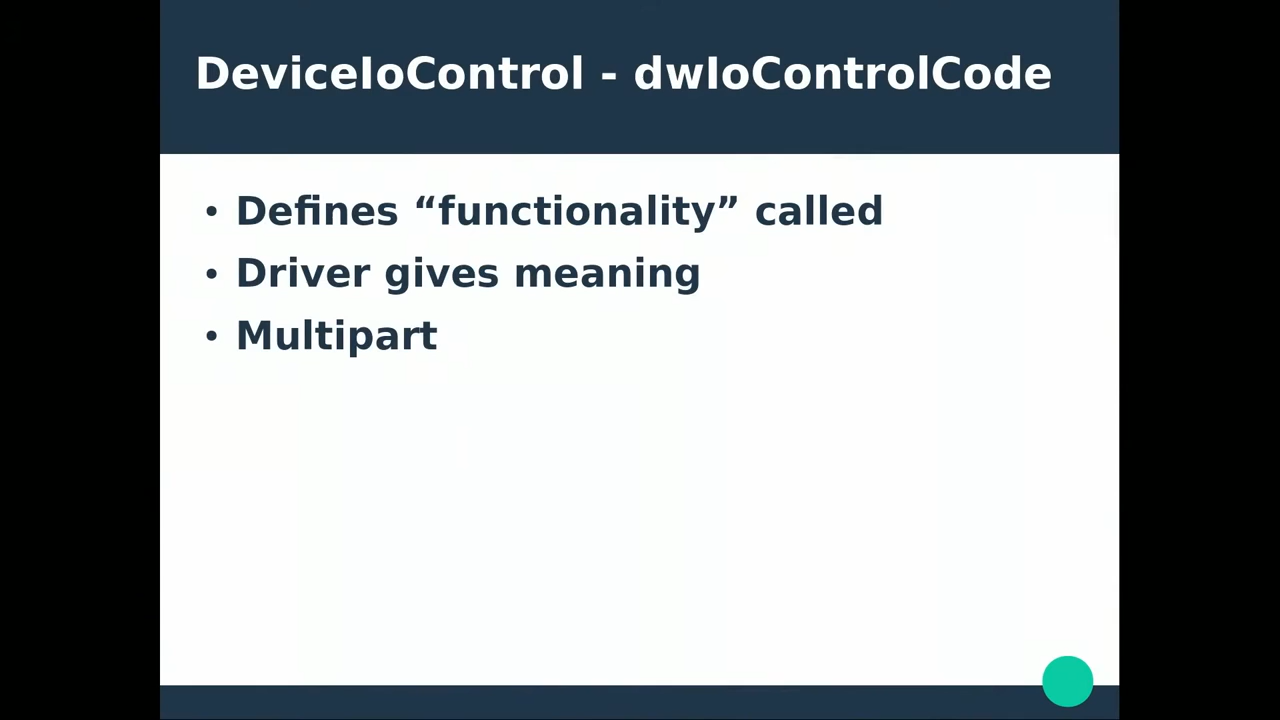 DeviceIoControl - dwIoControlCode
• Defines “functionality” called
• Driver gives meaning
• Multipart